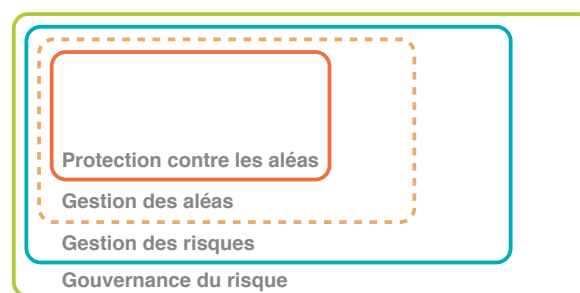 Protection contre les aléas
Gestion des aléas
Gestion des risques
Gouvernance du risque